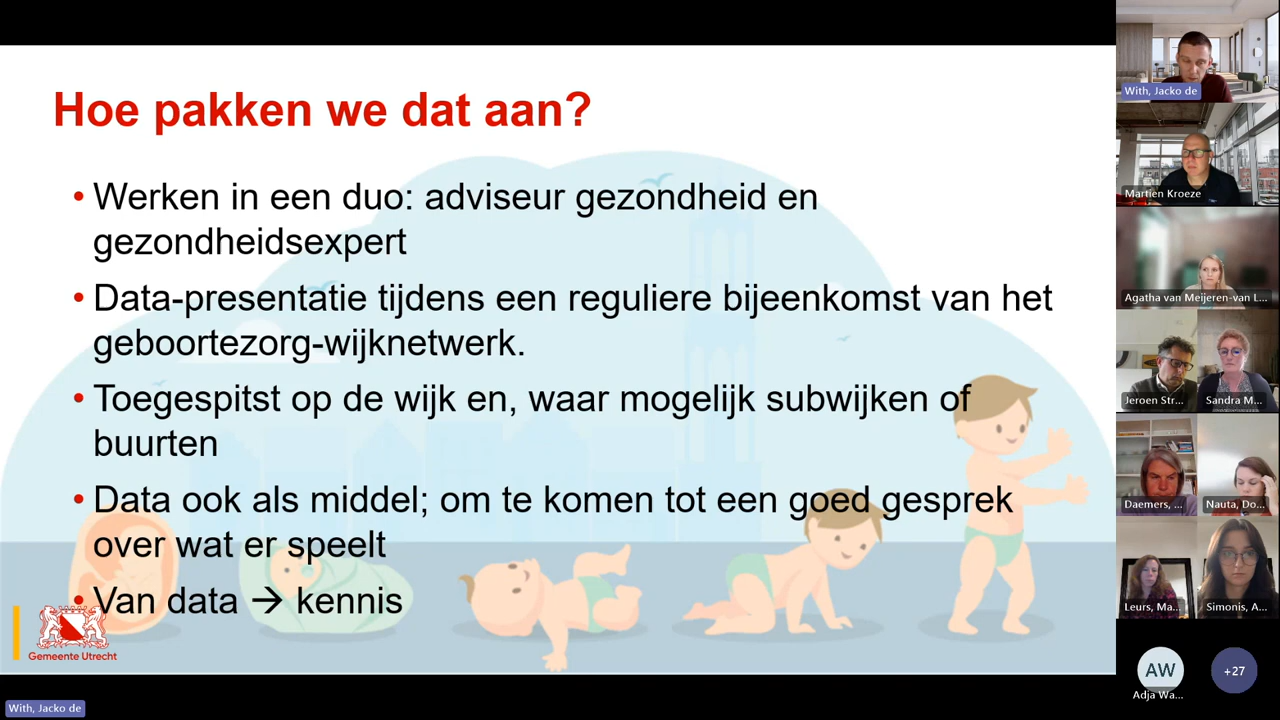 Hoe pakken we dat aan?
• Werken in een duo: adviseur gezondheid en
gezondheidsexpert
• Data-presentatie tijdens een reguliere bijeenkomst van het
geboortezorg-wijknetwerk.
• Toegespitst op de wijk en, waar mogelijk subwijken of
buurten
• Data ook als middel; om te komen tot een goed gesprek
over wat er speelt
• Van data → kennis
Gemeente Utrecht
With, Jacko de
With, Jacko de
Martien Kroeze
Agatha van Meijeren-van L...
Jeroen Str...
Sandra M...
Daemers, ...
Nauta, Do...
Leurs, Ma...
Simonis, A...
AW
Adja Wa...
+27